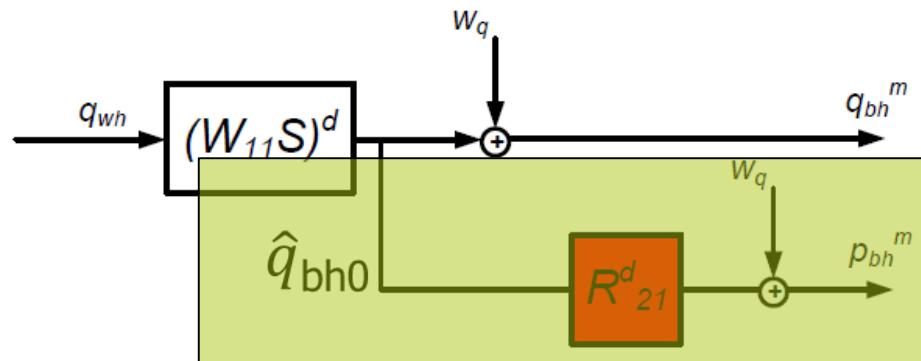 w_q
q_wh
(W_11S)^d
+
q_bh^m
w_q
q̂_bh0
R^d_21
+
p_bh^m